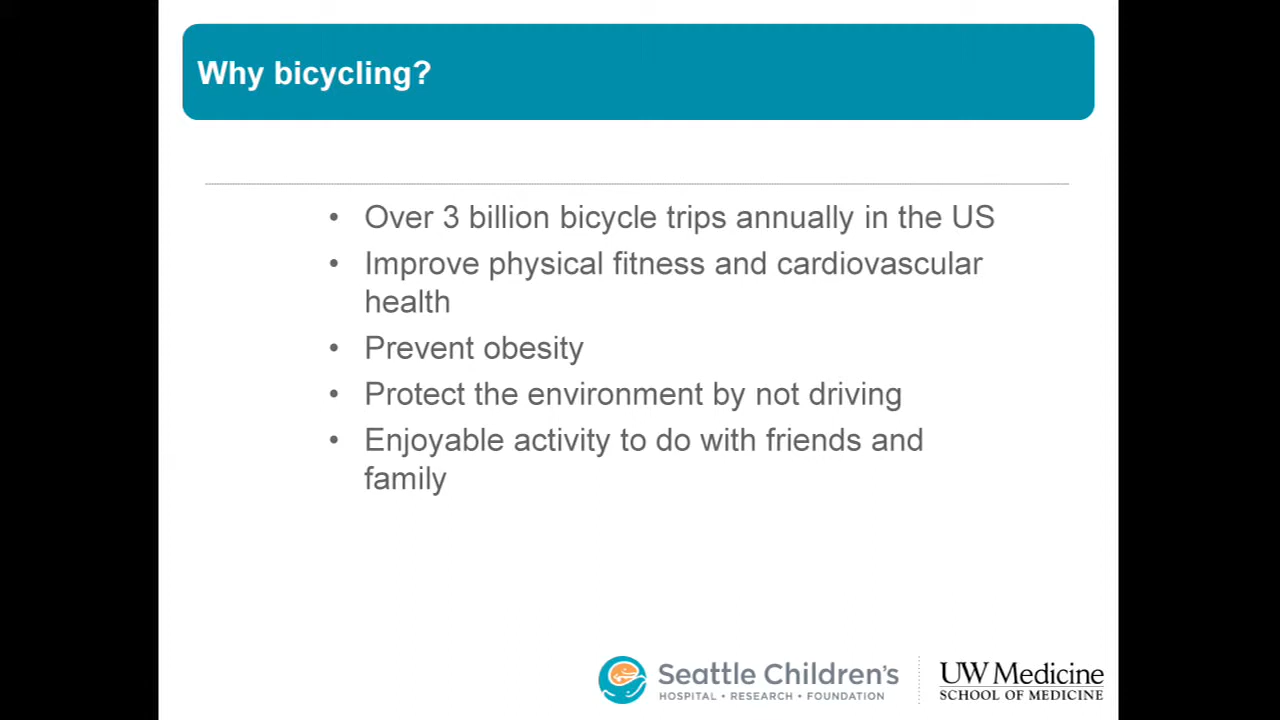 Why bicycling?
• Over 3 billion bicycle trips annually in the US
• Improve physical fitness and cardiovascular
health
• Prevent obesity
• Protect the environment by not driving
• Enjoyable activity to do with friends and
family
Seattle Children's
HOSPITAL • RESEARCH • FOUNDATION
UW Medicine
SCHOOL OF MEDICINE